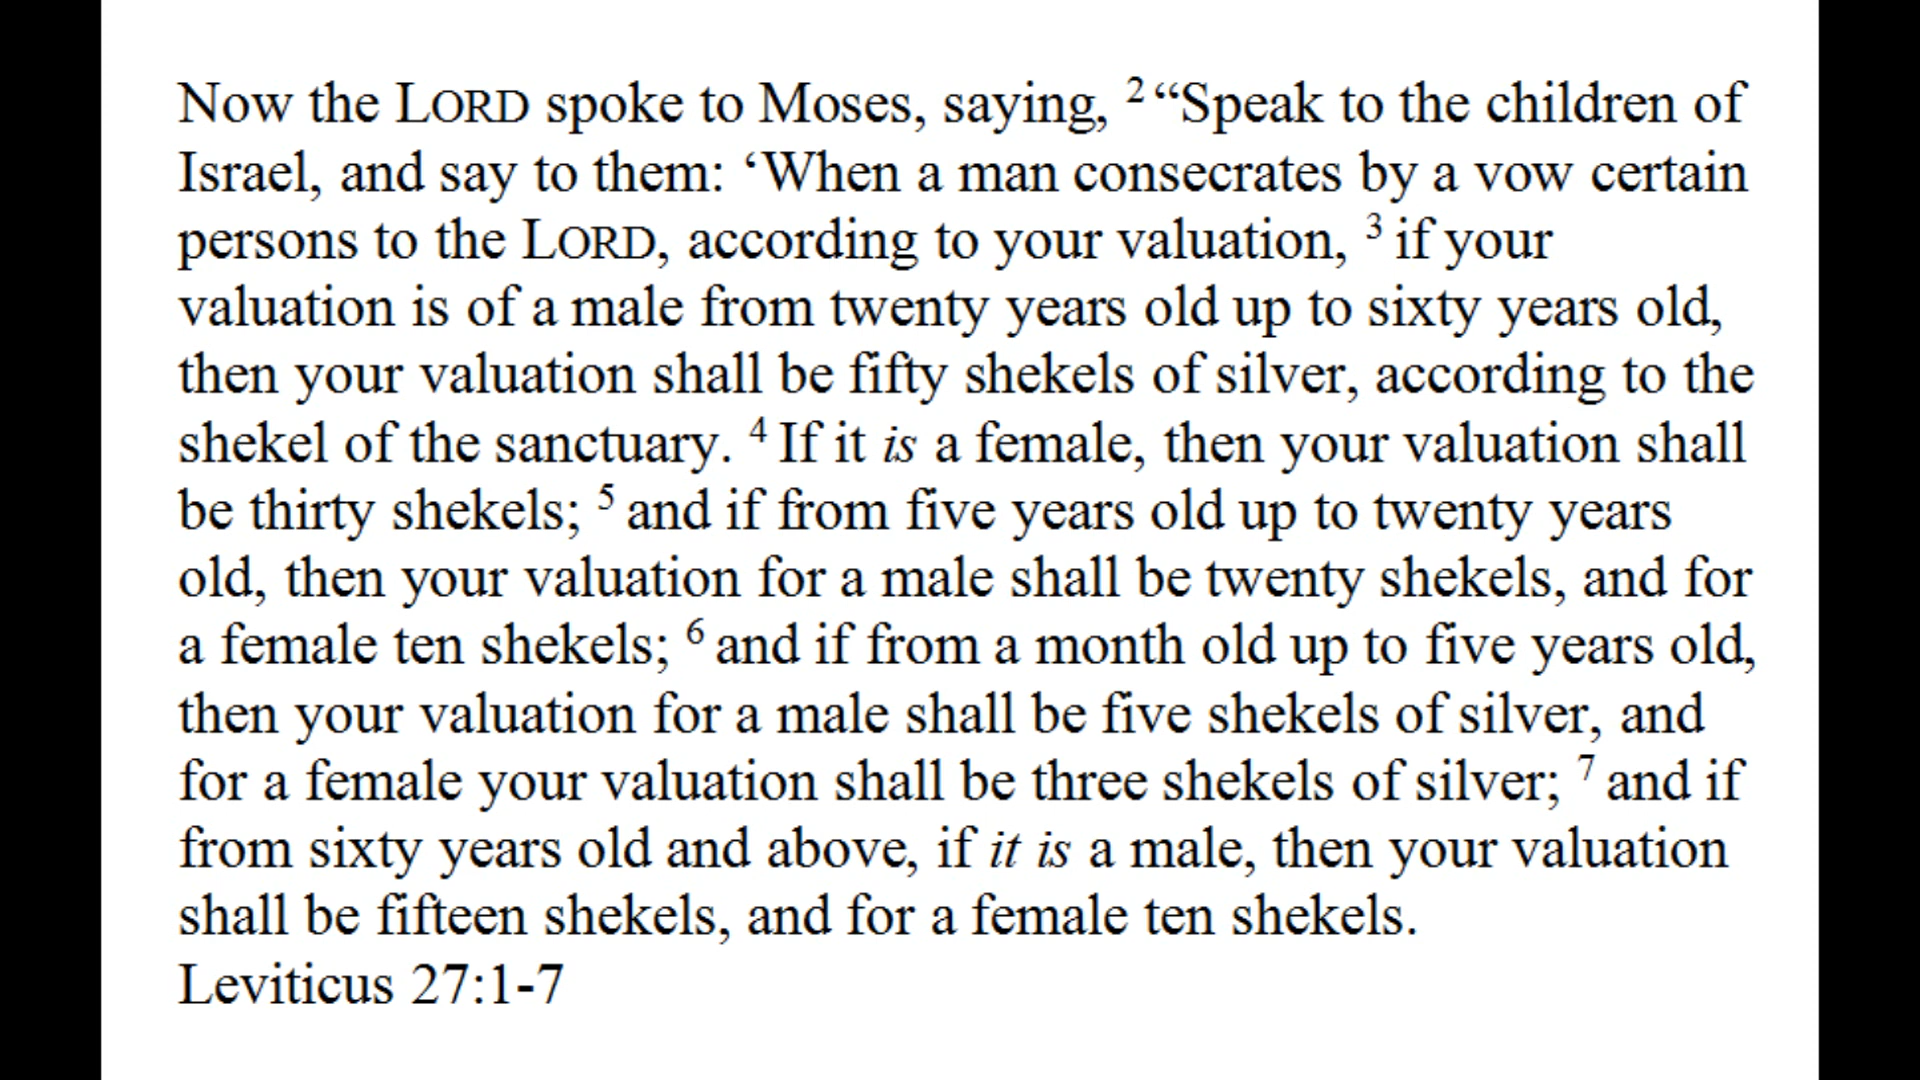 Now the LORD spoke to Moses, saying, ² “Speak to the children of
Israel, and say to them: ‘When a man consecrates by a vow certain
persons to the LORD, according to your valuation, ³ if your
valuation is of a male from twenty years old up to sixty years old,
then your valuation shall be fifty shekels of silver, according to the
shekel of the sanctuary. ⁴ If it is a female, then your valuation shall
be thirty shekels; ⁵ and if from five years old up to twenty years
old, then your valuation for a male shall be twenty shekels, and for
a female ten shekels; ⁶ and if from a month old up to five years old,
then your valuation for a male shall be five shekels of silver, and
for a female your valuation shall be three shekels of silver; ⁷ and if
from sixty years old and above, if it is a male, then your valuation
shall be fifteen shekels, and for a female ten shekels.
Leviticus 27:1-7